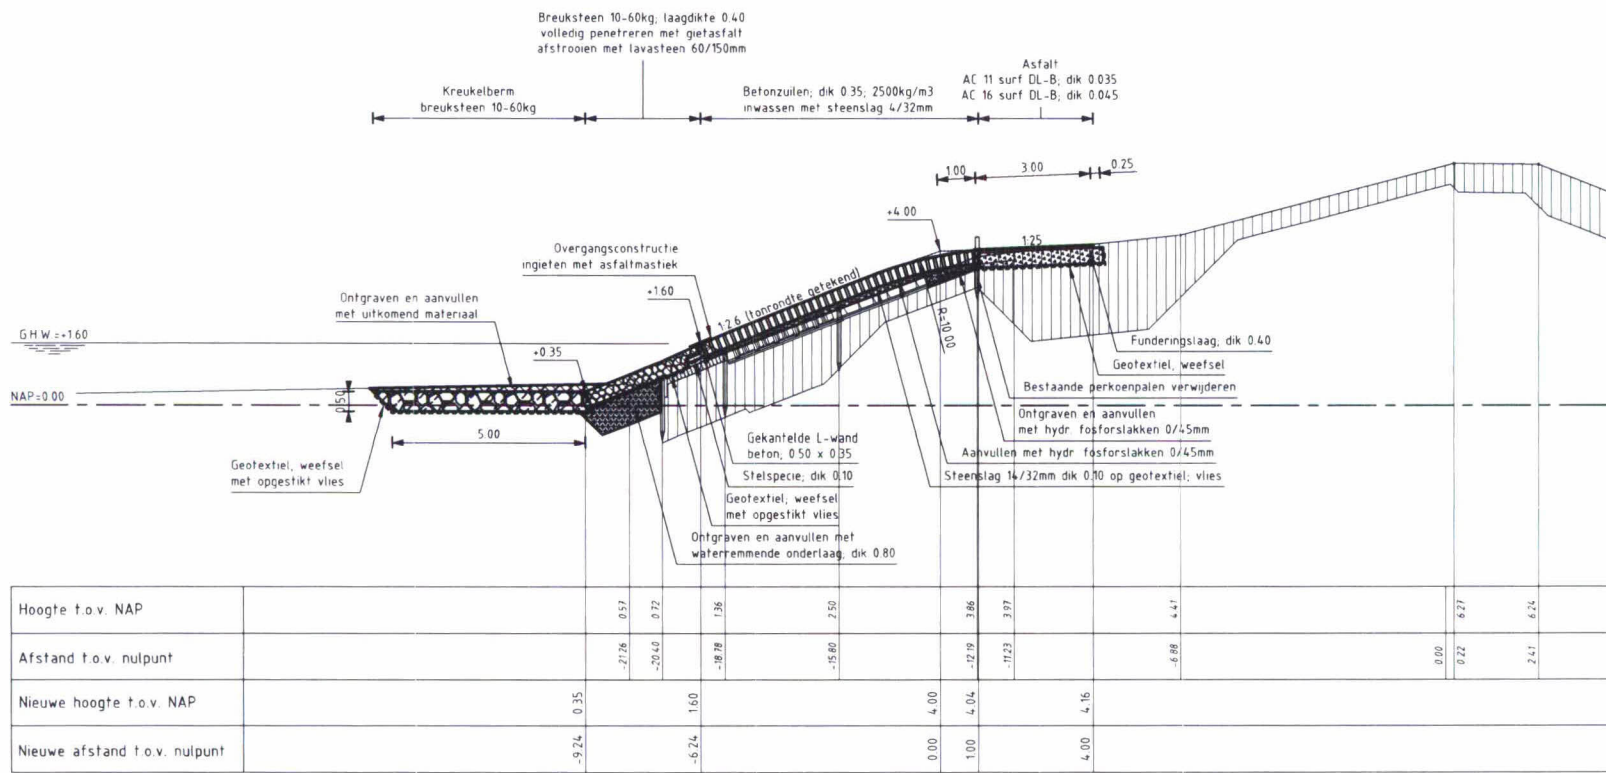 Breuksteen 10-60kg; laagdikte 0.40
volledig penetreren met gietasfalt
afstrooien met lavasteen 60/150mm
Kreukelberm
breuksteen 10-60kg
Betonzuilen; dik 0.35; 2500kg/m3
inwassen met steenslag 4/32mm
Asfalt
AC 11 surf DL-B; dik 0.035
AC 16 surf DL-B; dik 0.045
1.00
3.00
0.25
+4.00
1:25
Overgangsconstructie
ingieten met asfaltmastiek
+1.60
1:2.6 (tonrondte getekend)
R=10.00
Ontgraven en aanvullen
met uitkomend materiaal
G.H.W.=+1.60
+0.35
NAP=0.00
0.50
5.00
Geotextiel, weefsel
met opgestikt vlies
Funderingslaag; dik 0.40
Geotextiel, weefsel
Bestaande perkoenpalen verwijderen
Ontgraven en aanvullen
met hydr. fosforslakken 0/45mm
Aanvullen met hydr. fosforslakken 0/45mm
Steenslag 14/32mm dik 0.10 op geotextiel; vlies
Gekantelde L-wand
beton; 0.50 x 0.35
Stelspecie; dik 0.10
Geotextiel; weefsel
met opgestikt vlies
Ontgraven en aanvullen met
waterremmende onderlaag; dik 0.80
Hoogte t.o.v. NAP 0.57 0.72 1.36 2.50 3.86 3.97 4.41 6.27 6.24
Afstand t.o.v. nulpunt -21.26 -20.40 -18.78 -15.80 -12.19 -11.23 -6.88 0.00 0.22 2.41
Nieuwe hoogte t.o.v. NAP 0.35 1.60 4.00 4.04 4.16
Nieuwe afstand t.o.v. nulpunt -9.24 -6.24 0.00 1.00 4.00